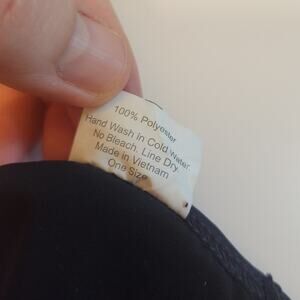 100% Polyester
Hand Wash in Cold Water.
No Bleach. Line Dry.
Made in Vietnam
One Size